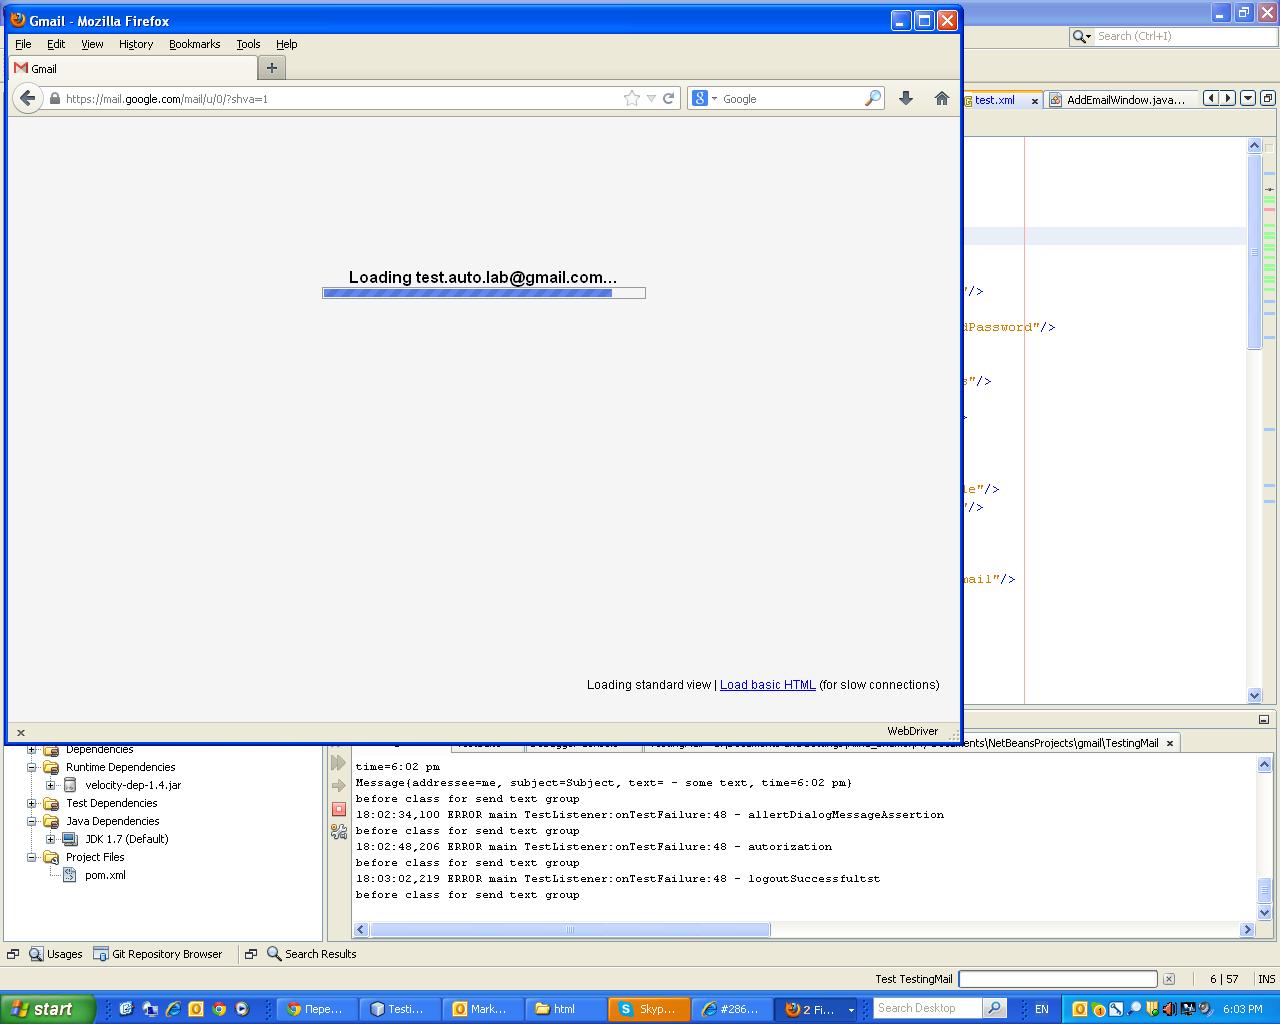 Gmail - Mozilla Firefox
File Edit View History Bookmarks Tools Help
Search (Ctrl+I)
Gmail
https://mail.google.com/mail/u/0/?shva=1
Google
test.xml
AddEmailWindow.java...
"/>
dPassword"/>
s"/>
>
le"/>
"/>
mail"/>
Loading test.auto.lab@gmail.com...
Loading standard view | Load basic HTML (for slow connections)
WebDriver
\NetBeansProjects\gmail\TestingMail
Dependencies
Runtime Dependencies
velocity-dep-1.4.jar
Test Dependencies
Java Dependencies
JDK 1.7 (Default)
Project Files
pom.xml
time=6:02 pm
Message{addressee=me, subject=Subject, text= - some text, time=6:02 pm}
before class for send text group
18:02:34,100 ERROR main TestListener:onTestFailure:48 - allertDialogMessageAssertion
before class for send text group
18:02:48,206 ERROR main TestListener:onTestFailure:48 - autorization
before class for send text group
18:03:02,219 ERROR main TestListener:onTestFailure:48 - logoutSuccessfultst
before class for send text group
Usages Git Repository Browser Search Results
Test TestingMail
6 | 57 INS
start
Пере...
Testi...
Mark...
html
Skyp...
#286...
2 Fi...
Search Desktop
EN
6:03 PM